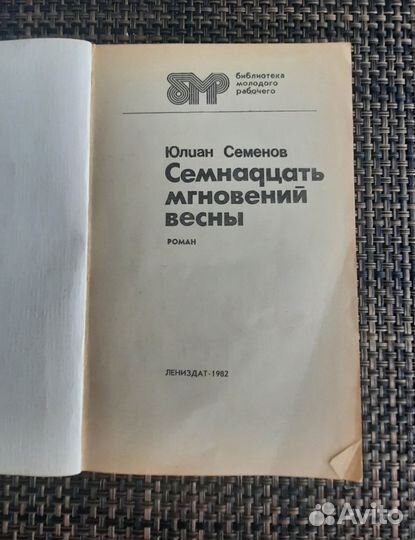 БМР
библиотека
молодого
рабочего
Юлиан Семенов
Семнадцать
мгновений
весны
РОМАН
ЛЕНИЗДАТ·1982
Avito